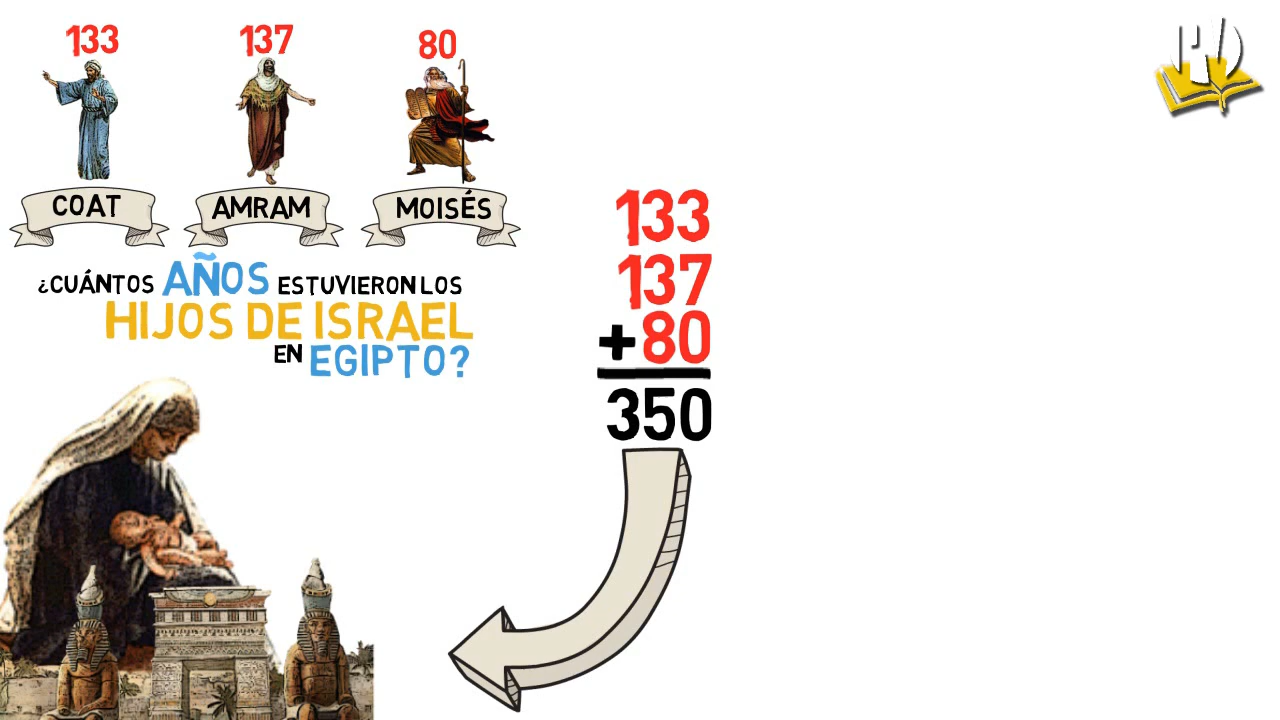 133 137 80
COAT AMRAM MOISÉS
¿CUÁNTOS AÑOS ESTUVIERON LOS
HIJOS DE ISRAEL
EN EGIPTO?
133
137
+80
350